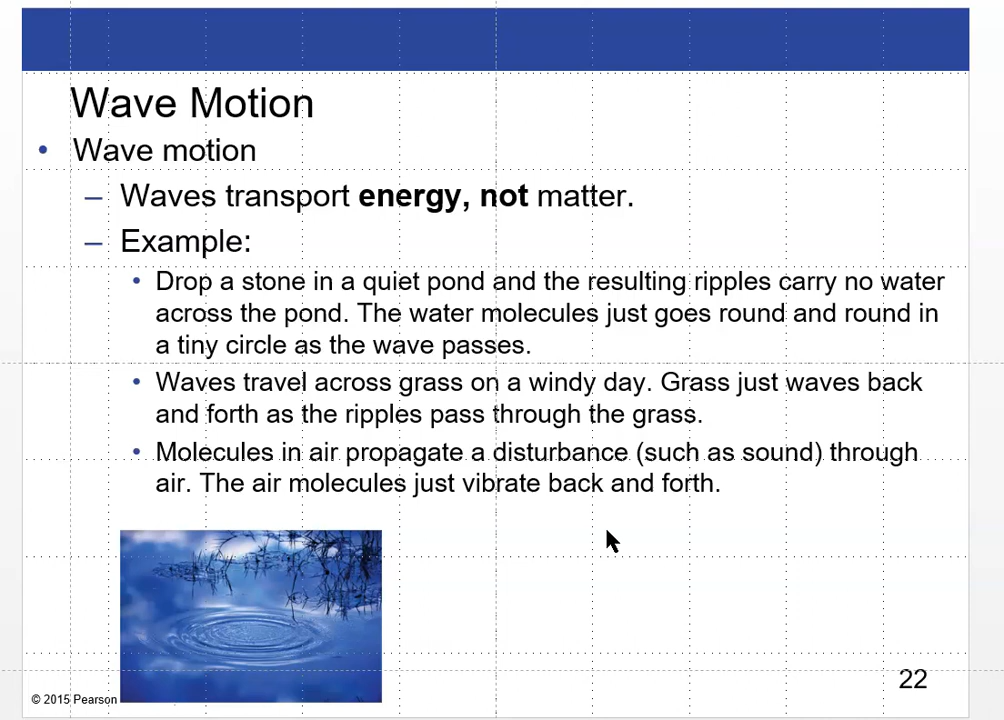 Wave Motion
• Wave motion
– Waves transport energy, not matter.
– Example:
• Drop a stone in a quiet pond and the resulting ripples carry no water
across the pond. The water molecules just goes round and round in
a tiny circle as the wave passes.
• Waves travel across grass on a windy day. Grass just waves back
and forth as the ripples pass through the grass.
• Molecules in air propagate a disturbance (such as sound) through
air. The air molecules just vibrate back and forth.
22
© 2015 Pearson